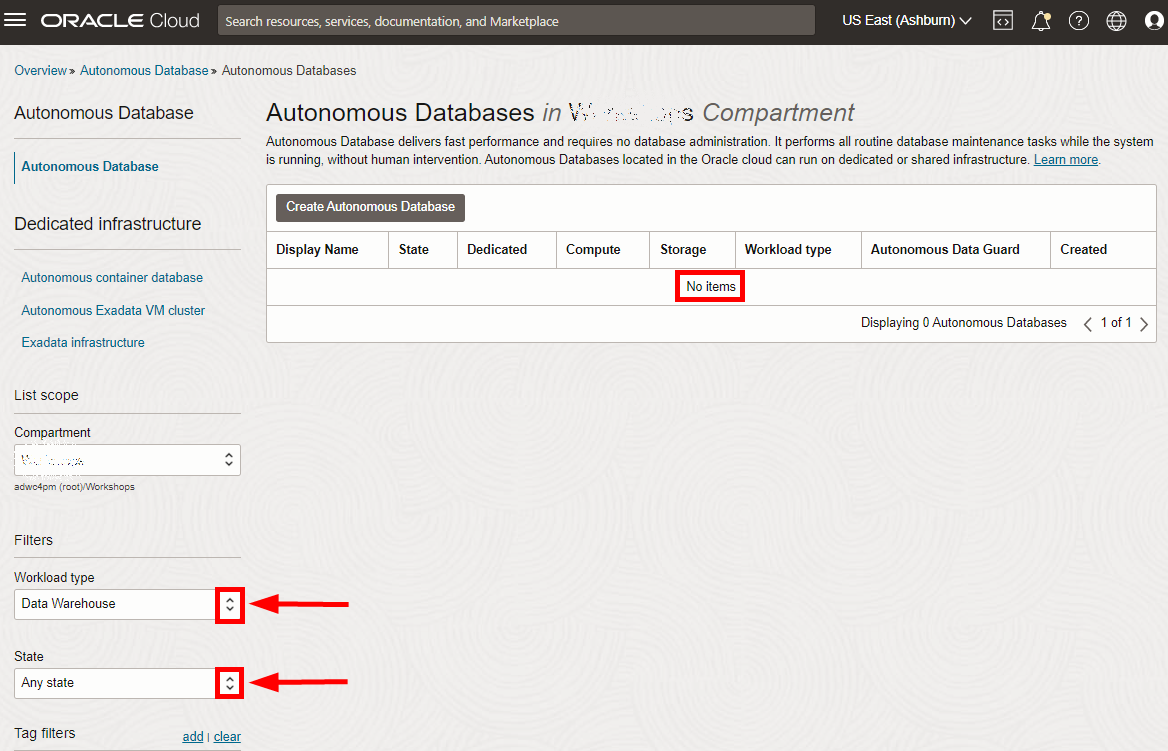 ORACLE Cloud
Search resources, services, documentation, and Marketplace
US East (Ashburn)
Overview » Autonomous Database » Autonomous Databases
Autonomous Database
Autonomous Database
Dedicated infrastructure
Autonomous container database
Autonomous Exadata VM cluster
Exadata infrastructure
List scope
Compartment
adwc4pm (root)/Workshops
Filters
Workload type
Data Warehouse
State
Any state
Tag filters
add | clear
Autonomous Databases in Compartment
Autonomous Database delivers fast performance and requires no database administration. It performs all routine database maintenance tasks while the system
is running, without human intervention. Autonomous Databases located in the Oracle cloud can run on dedicated or shared infrastructure. Learn more.
Create Autonomous Database
Display Name State Dedicated Compute Storage Workload type Autonomous Data Guard Created
No items
Displaying 0 Autonomous Databases 1 of 1